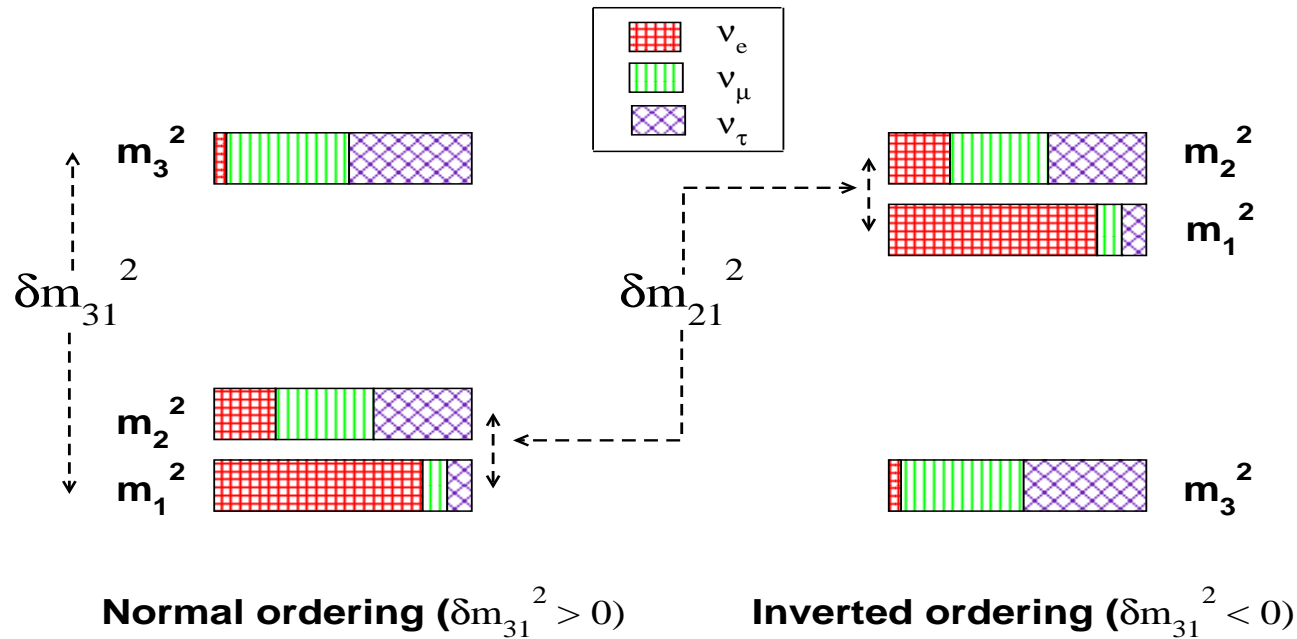 ν_e
ν_μ
ν_τ
m_3^2
δm_31^2
m_2^2
m_1^2
Normal ordering (δm_31^2 > 0)
δm_21^2
m_2^2
m_1^2
m_3^2
Inverted ordering (δm_31^2 < 0)